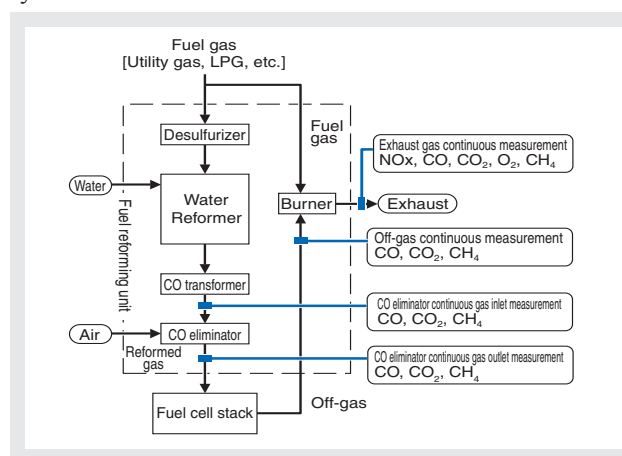 Fuel gas
[Utility gas, LPG, etc.]
Desulfurizer
Fuel
gas
Exhaust gas continuous measurement
NOx, CO, CO₂, O₂, CH₄
Water
Water
Reformer
Burner
Exhaust
Fuel reforming unit
Off-gas continuous measurement
CO, CO₂, CH₄
CO transformer
CO eliminator continuous gas inlet measurement
CO, CO₂, CH₄
Air
CO eliminator
Reformed
gas
CO eliminator continuous gas outlet measurement
CO, CO₂, CH₄
Fuel cell stack
Off-gas